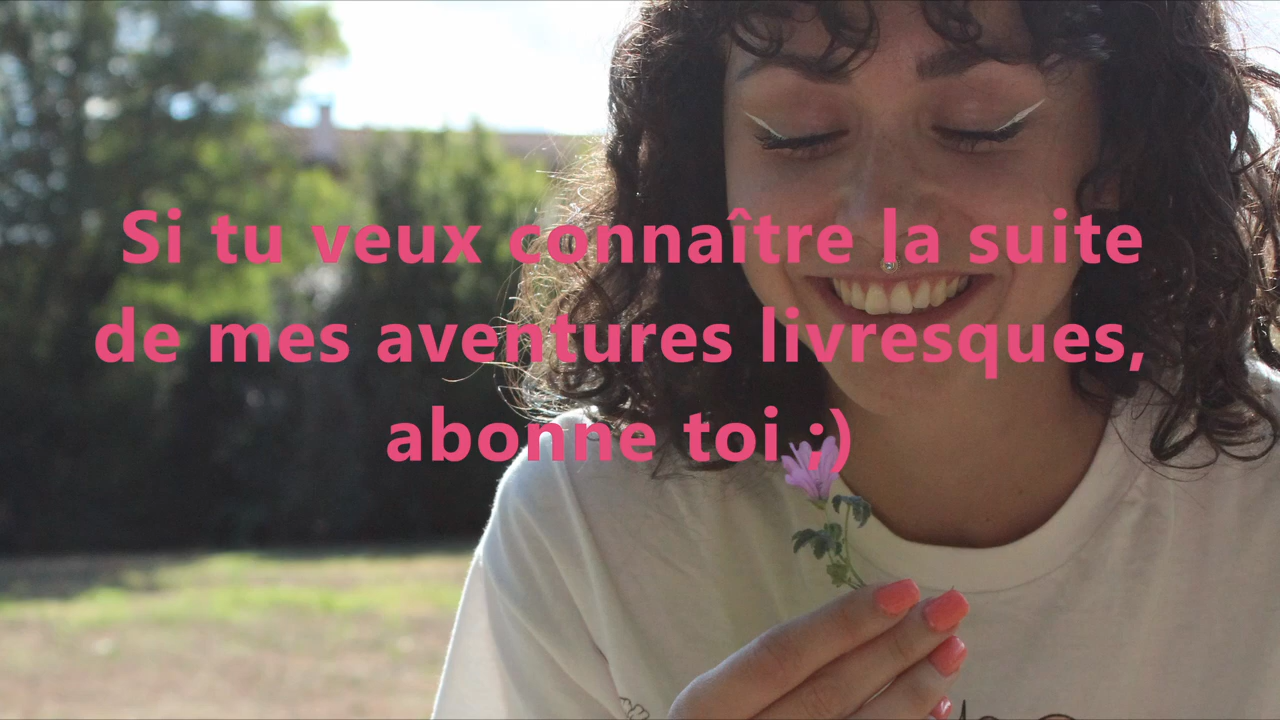 Si tu veux connaître la suite
de mes aventures livresques,
abonne toi ;)